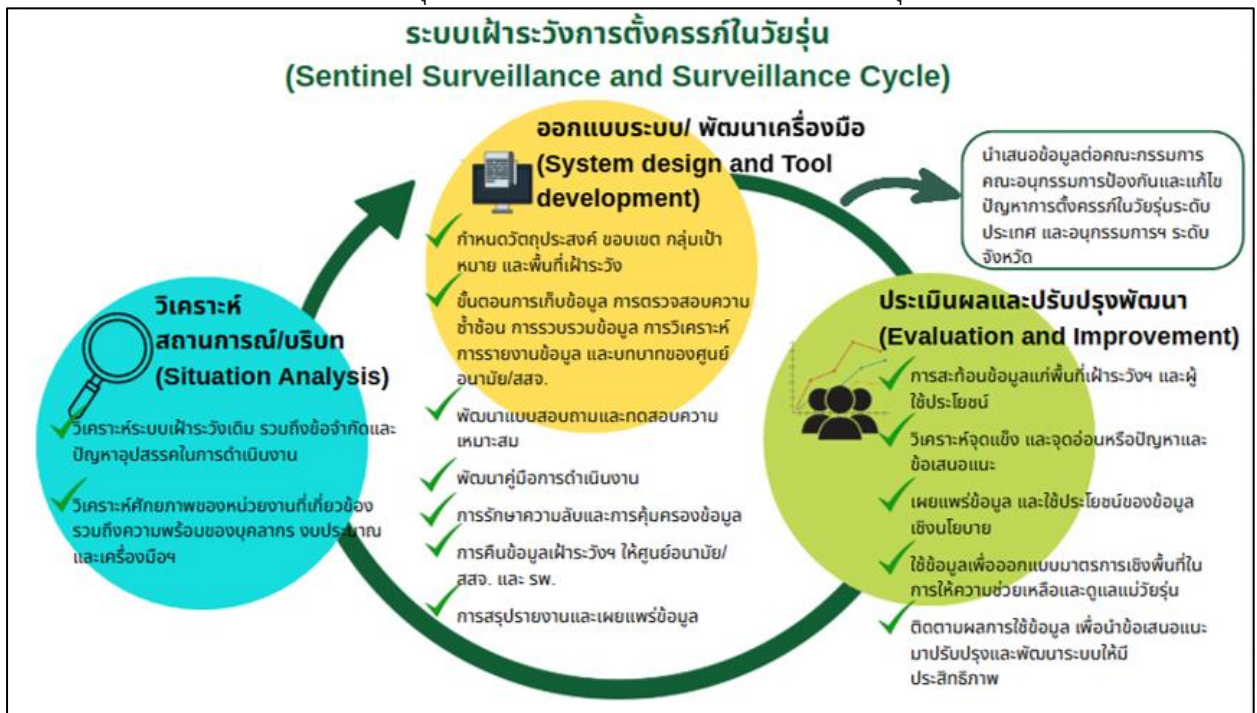 ระบบเฝ้าระวังการตั้งครรภ์ในวัยรุ่น
(Sentinel Surveillance and Surveillance Cycle)
วิเคราะห์
สถานการณ์/บริบท
(Situation Analysis)
วิเคราะห์ระบบเฝ้าระวังเดิม รวมถึงข้อจำกัดและ
ปัญหาอุปสรรคในการดำเนินงาน
วิเคราะห์ศักยภาพของหน่วยงานที่เกี่ยวข้อง
รวมถึงความพร้อมของบุคลากร งบประมาณ
และเครื่องมือฯ
ออกแบบระบบ/ พัฒนาเครื่องมือ
(System design and Tool
development)
กำหนดวัตถุประสงค์ ขอบเขต กลุ่มเป้า
หมาย และพื้นที่เฝ้าระวัง
ขั้นตอนการเก็บข้อมูล การตรวจสอบความ
ซ้ำซ้อน การรวบรวมข้อมูล การวิเคราะห์
การรายงานข้อมูล และบทบาทของศูนย์
อนามัย/สสจ.
พัฒนาแบบสอบถามและทดสอบความ
เหมาะสม
พัฒนาคู่มือการดำเนินงาน
การรักษาความลับและการคุ้มครองข้อมูล
การคืนข้อมูลเฝ้าระวังฯ ให้ศูนย์อนามัย/
สสจ. และ รพ.
การสรุปรายงานและเผยแพร่ข้อมูล
นำเสนอข้อมูลต่อคณะกรรมการ
คณะอนุกรรมการป้องกันและแก้ไข
ปัญหาการตั้งครรภ์ในวัยรุ่นระดับ
ประเทศ และอนุกรรมการฯ ระดับ
จังหวัด
ประเมินผลและปรับปรุงพัฒนา
(Evaluation and Improvement)
การสะท้อนข้อมูลแก่พื้นที่เฝ้าระวังฯ และผู้
ใช้ประโยชน์
วิเคราะห์จุดแข็ง และจุดอ่อนหรือปัญหาและ
ข้อเสนอแนะ
เผยแพร่ข้อมูล และใช้ประโยชน์ของข้อมูล
เชิงนโยบาย
ใช้ข้อมูลเพื่อออกแบบมาตรการเชิงพื้นที่ใน
การให้ความช่วยเหลือและดูแลแม่วัยรุ่น
ติดตามผลการใช้ข้อมูล เพื่อนำข้อเสนอแนะ
มาปรับปรุงและพัฒนาระบบให้มี
ประสิทธิภาพ